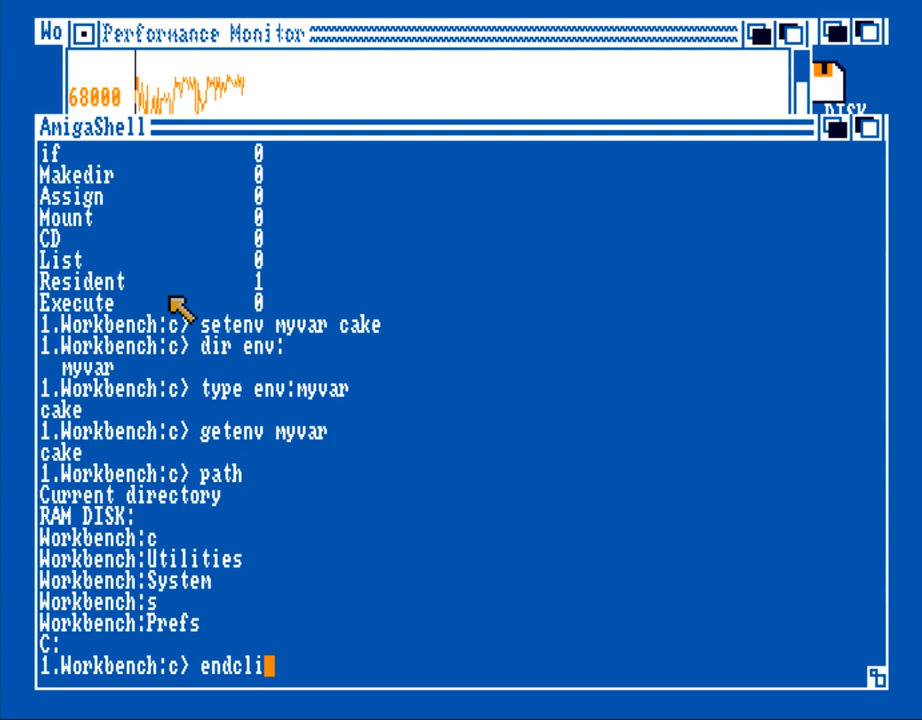 Wo Performance Monitor
68000
DISK
AmigaShell
if 0
Makedir 0
Assign 0
Mount 0
CD 0
List 0
Resident 1
Execute 0
1.Workbench:c> setenv myvar cake
1.Workbench:c> dir env:
myvar
1.Workbench:c> type env:myvar
cake
1.Workbench:c> getenv myvar
cake
1.Workbench:c> path
Current directory
RAM DISK:
Workbench:c
Workbench:Utilities
Workbench:System
Workbench:s
Workbench:Prefs
C:
1.Workbench:c> endcli